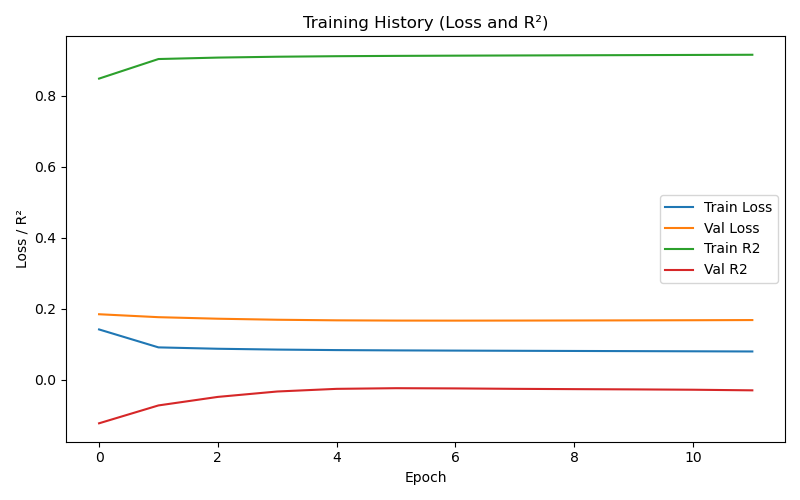 Training History (Loss and R²)
Loss / R²
0.8
0.6
0.4
0.2
0.0
Train Loss
Val Loss
Train R2
Val R2
0 2 4 6 8 10
Epoch